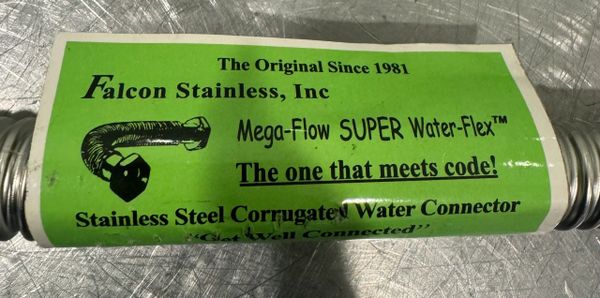 The Original Since 1981
Falcon Stainless, Inc
Mega-Flow SUPER Water-Flex™
The one that meets code!
Stainless Steel Corrugated Water Connector
"Get Well Connected"